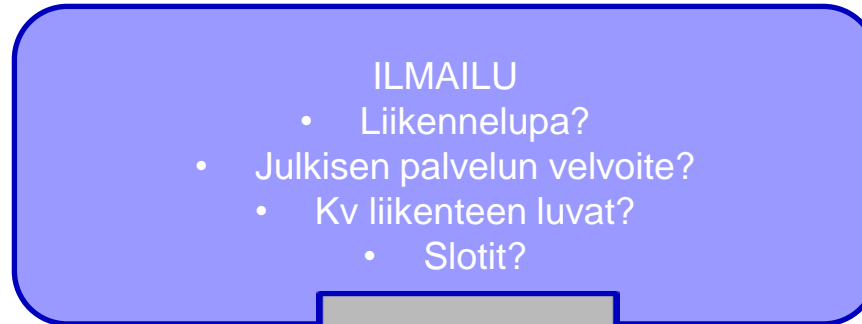 ILMAILU
• Liikennelupa?
• Julkisen palvelun velvoite?
• Kv liikenteen luvat?
• Slotit?